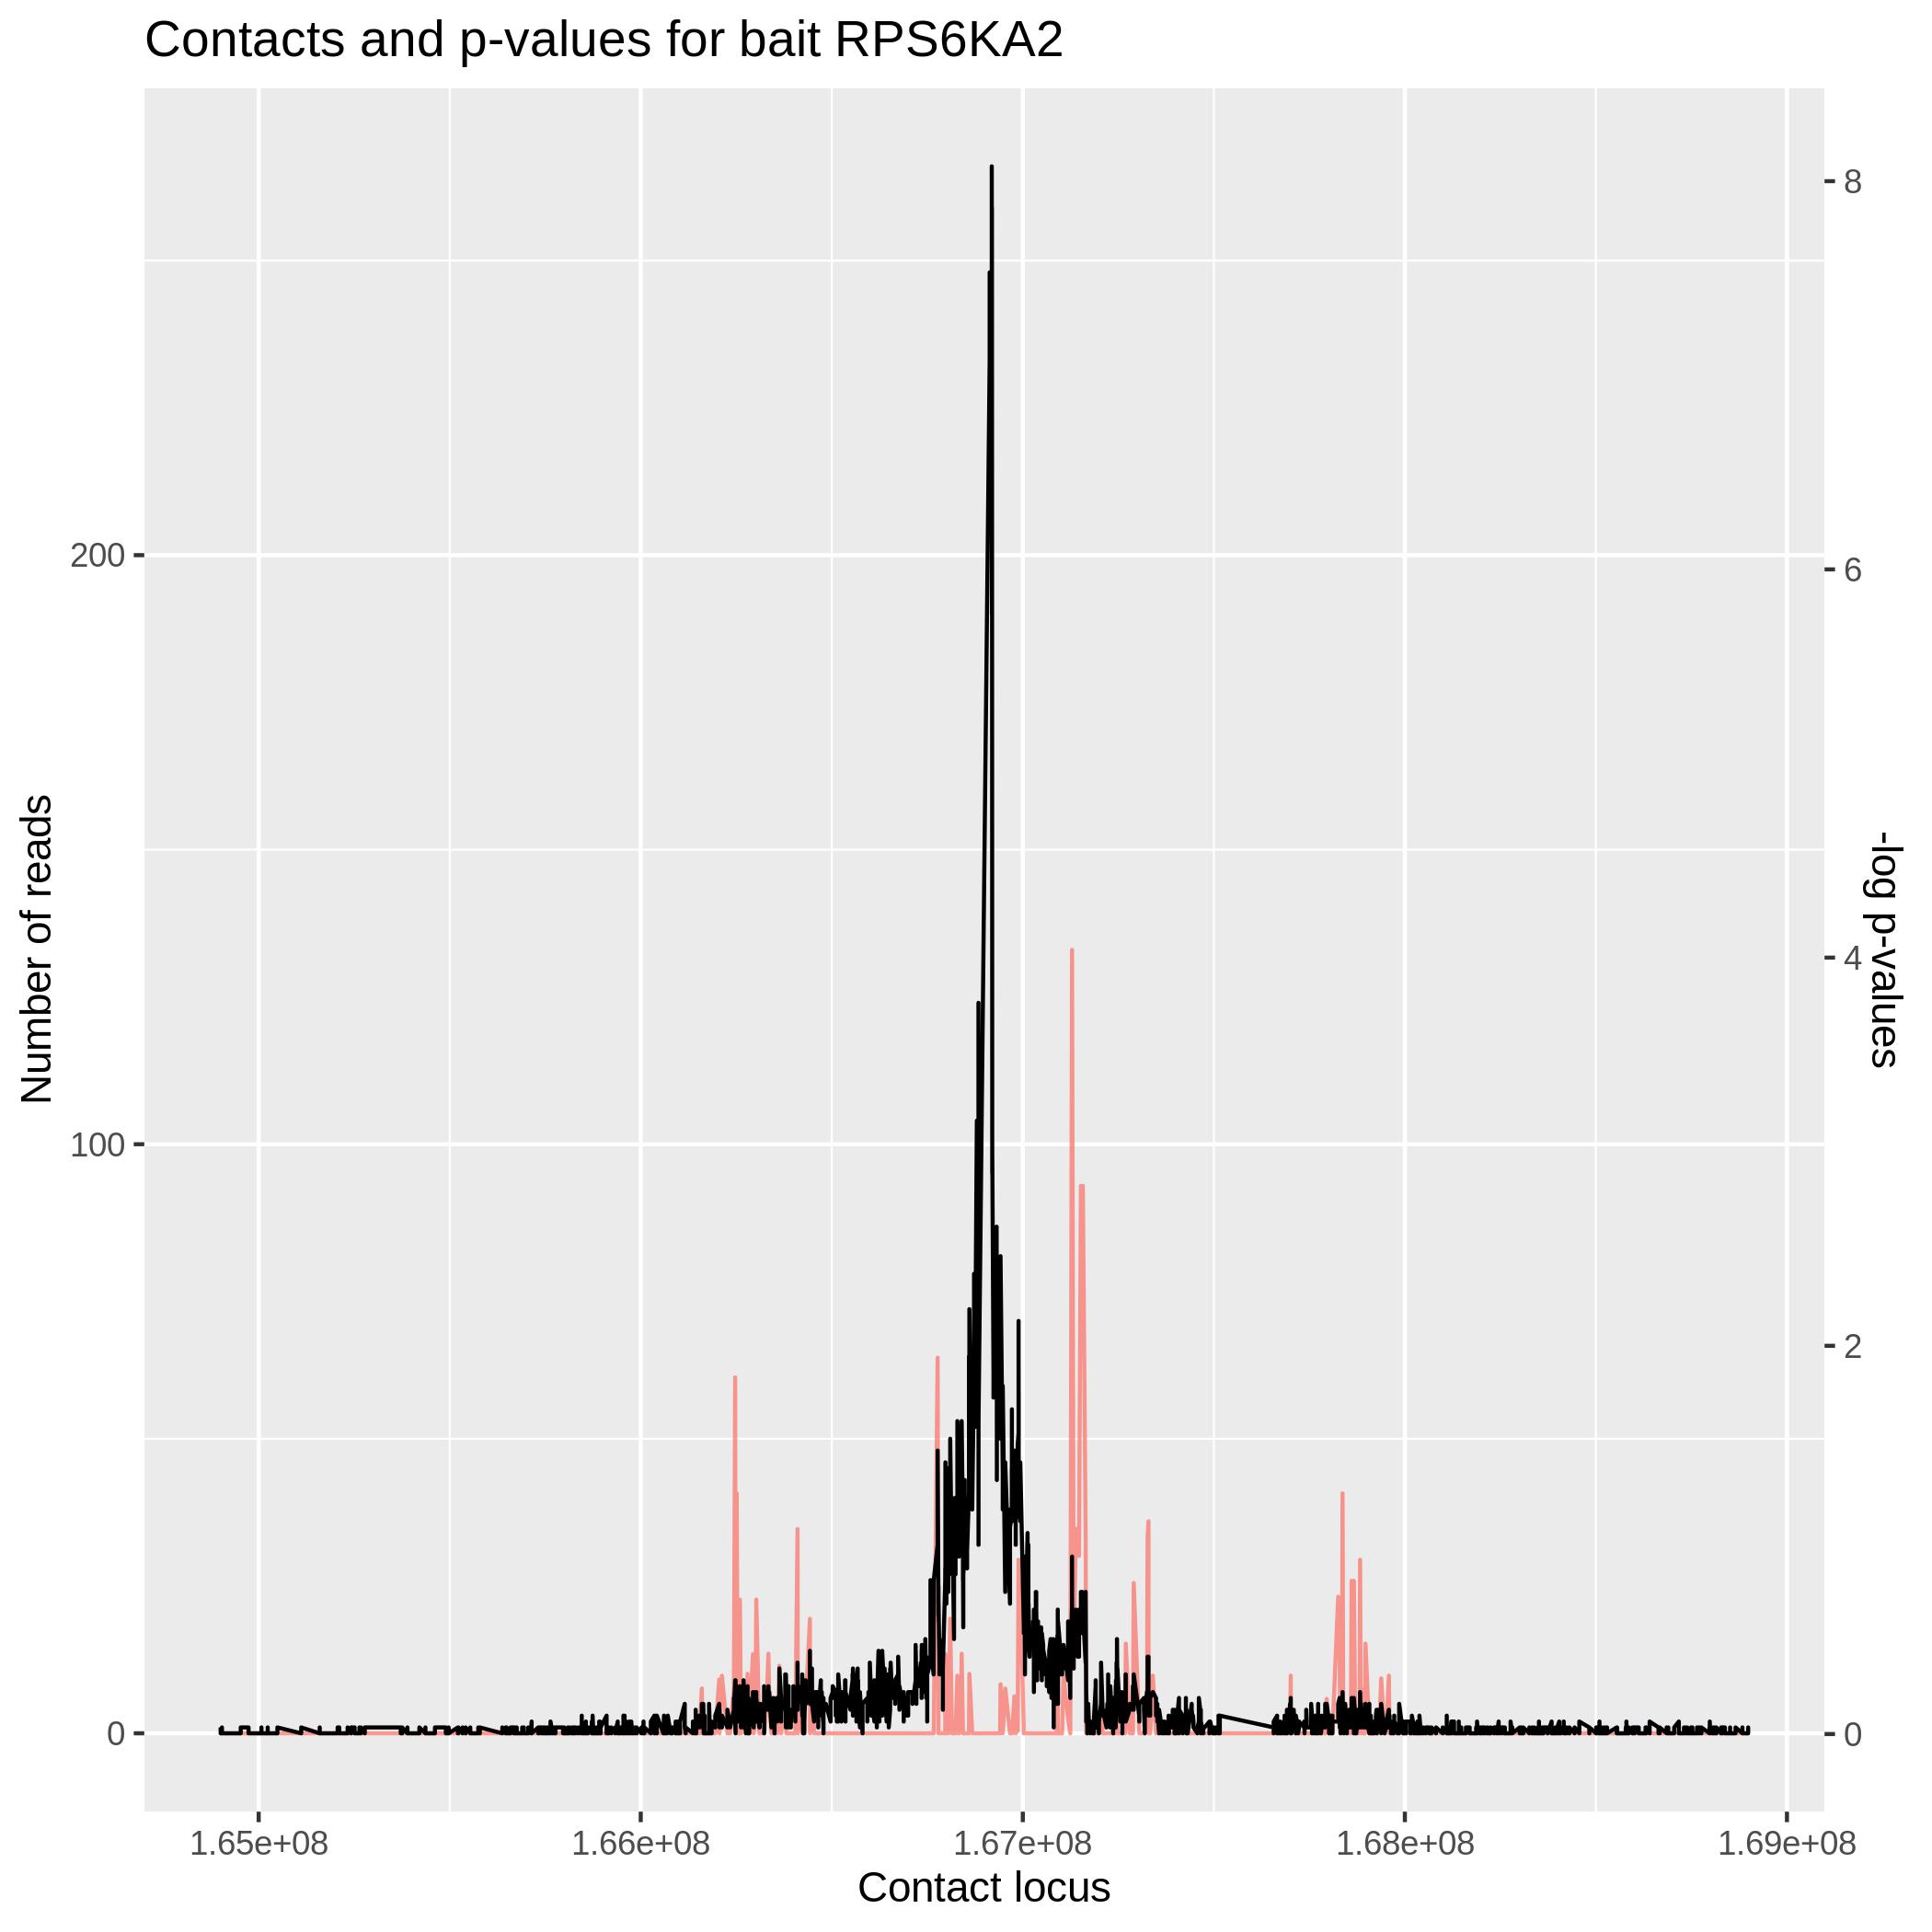 Contacts and p-values for bait RPS6KA2
Number of reads
200
100
0
8
6
4
2
0
-log p-values
1.65e+08
1.66e+08
1.67e+08
1.68e+08
1.69e+08
Contact locus